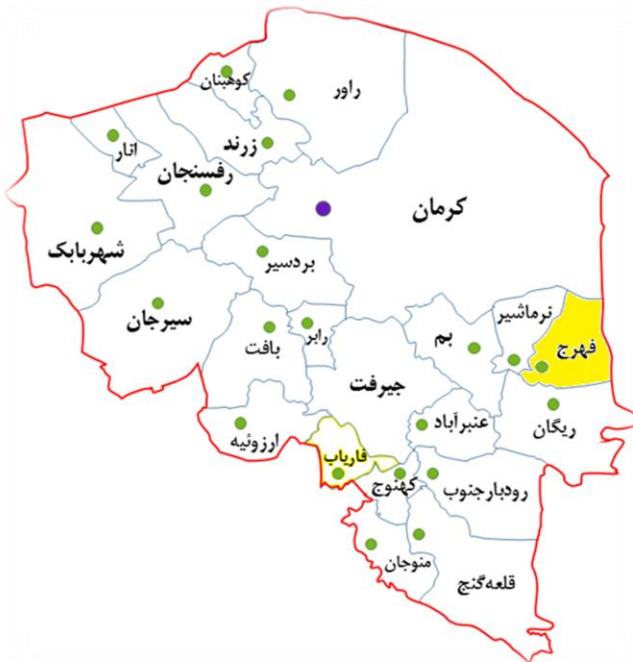 کوهبنان
راور
زرند
انار
رفسنجان
کرمان
شهربابک
بردسیر
نرماشیر
سیرجان
رابر
بم
فهرج
بافت
جیرفت
عنبرآباد
ریگان
ارزوئیه
فاریاب
کهنوج
رودبارجنوب
منوجان
قلعه‌گنج